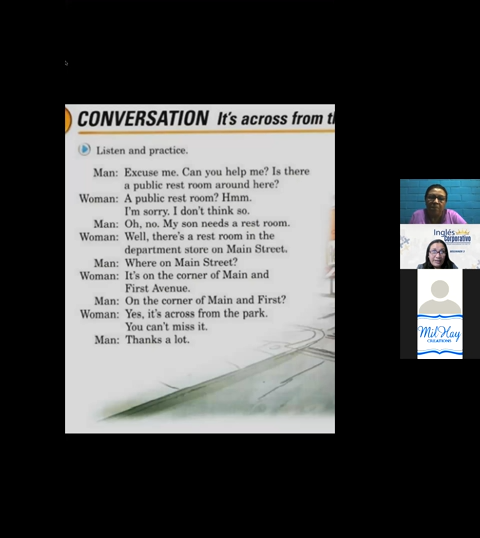 CONVERSATION It's across from
Listen and practice.
Man: Excuse me. Can you help me? Is there
a public rest room around here?
Woman: A public rest room? Hmm.
I'm sorry. I don't think so.
Man: Oh, no. My son needs a rest room.
Woman: Well, there's a rest room in the
department store on Main Street.
Man: Where on Main Street?
Woman: It's on the corner of Main and
First Avenue.
Man: On the corner of Main and First?
Woman: Yes, it's across from the park.
You can't miss it.
Man: Thanks a lot.
Inglés
Corporativo
MilHay
CREATIONS